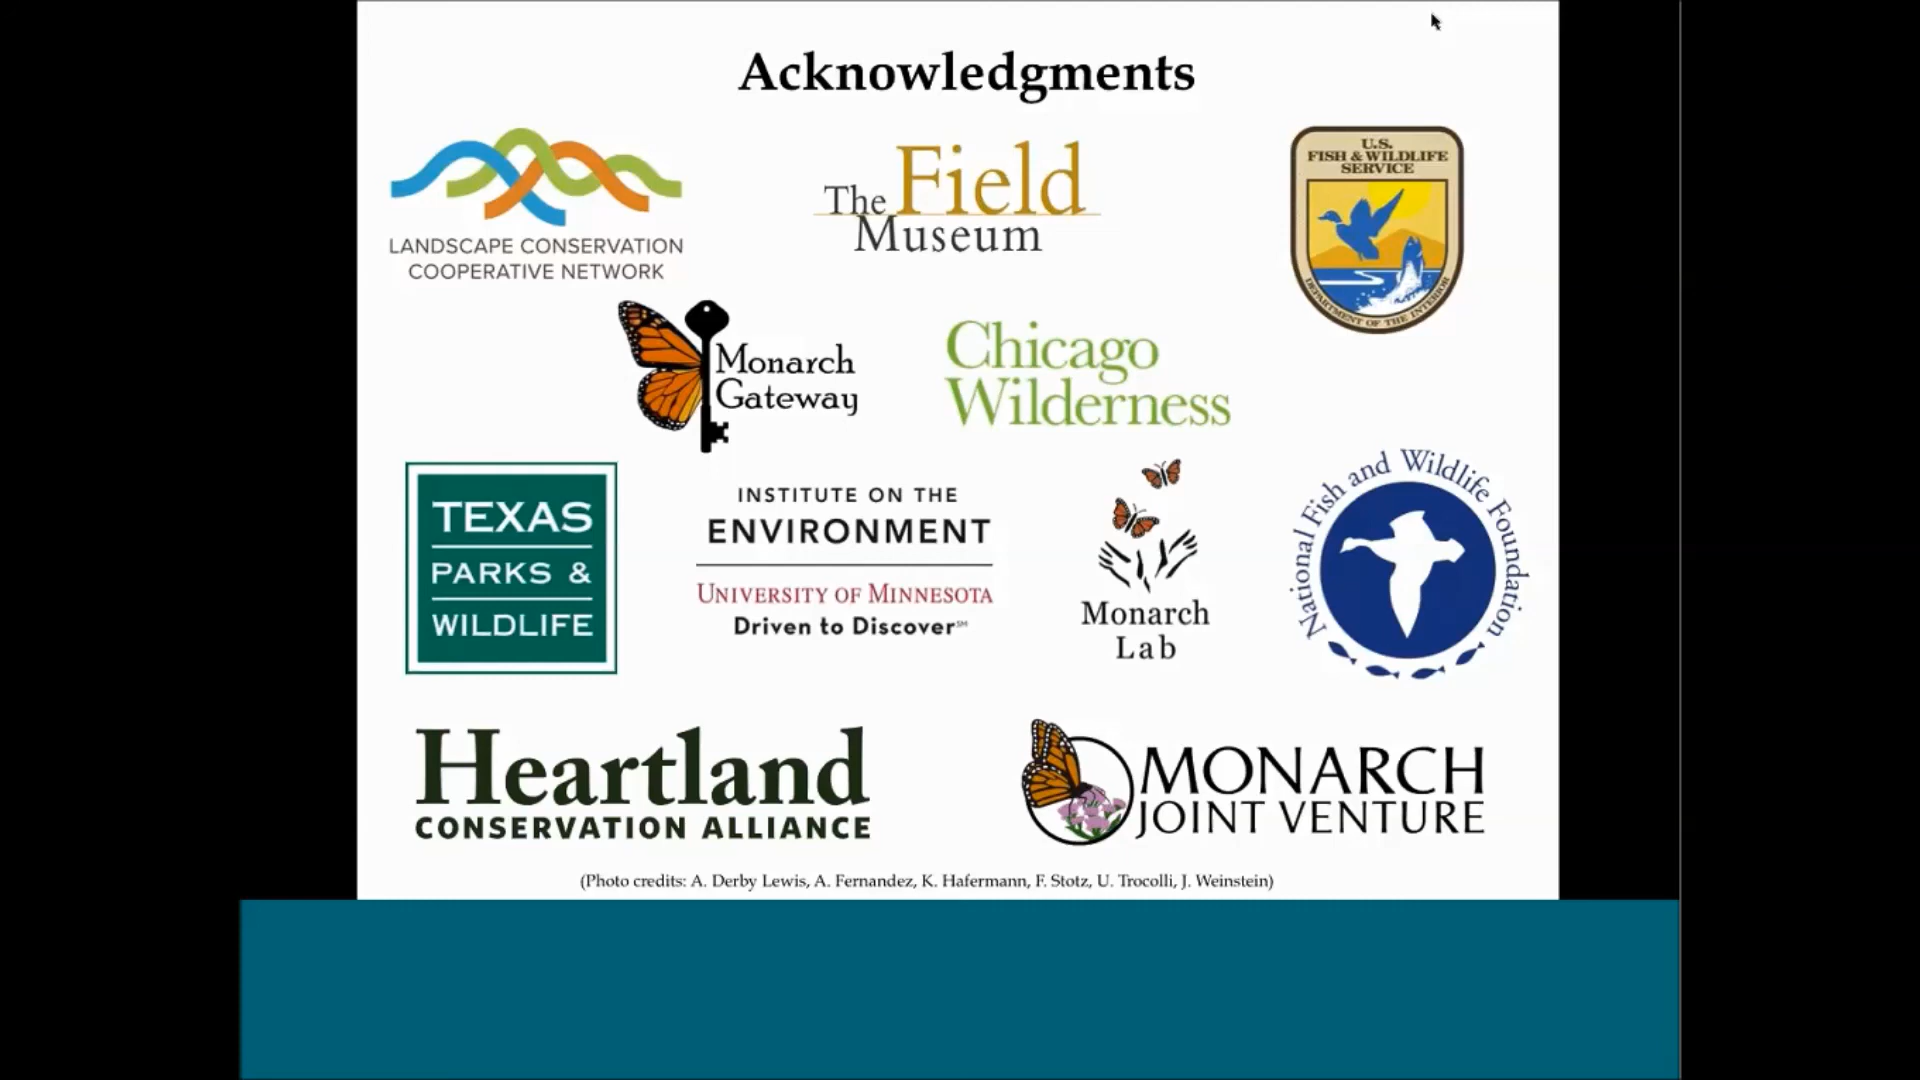 Acknowledgments
LANDSCAPE CONSERVATION
COOPERATIVE NETWORK
The Field
Museum
U.S.
FISH & WILDLIFE
SERVICE
DEPARTMENT OF THE INTERIOR
Monarch
Gateway
Chicago
Wilderness
TEXAS
PARKS &
WILDLIFE
INSTITUTE ON THE
ENVIRONMENT
UNIVERSITY OF MINNESOTA
Driven to Discover℠
Monarch
Lab
National Fish and Wildlife Foundation
Heartland
CONSERVATION ALLIANCE
MONARCH
JOINT VENTURE
(Photo credits: A. Derby Lewis, A. Fernandez, K. Hafermann, F. Stotz, U. Trocolli, J. Weinstein)